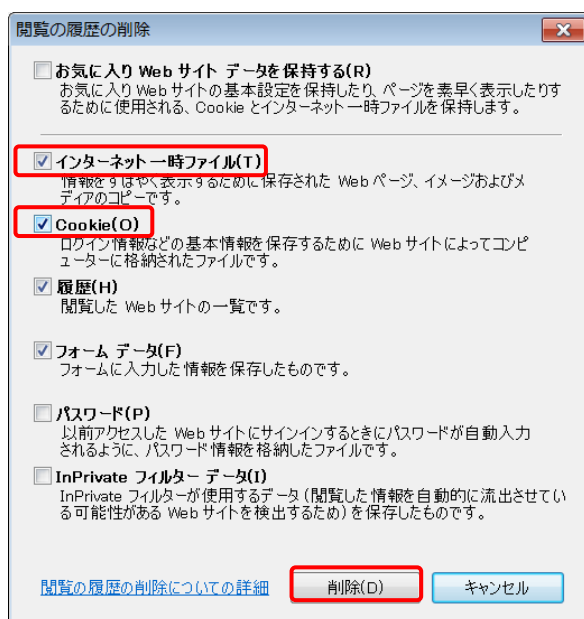 閲覧の履歴の削除
お気に入り Web サイト データを保持する(R)
お気に入り Web サイトの基本設定を保持したり、ページを素早く表示したりす
るために使用される、Cookie とインターネット一時ファイルを保持します。
インターネット一時ファイル(T)
情報をすばやく表示するために保存された Web ページ、イメージおよびメ
ディアのコピーです。
Cookie(O)
ログイン情報などの基本情報を保存するために Web サイトによってコンピ
ューターに格納されたファイルです。
履歴(H)
閲覧した Web サイトの一覧です。
フォーム データ(F)
フォームに入力した情報を保存したものです。
パスワード(P)
以前アクセスした Web サイトにサインインするときにパスワードが自動入力
されるように、パスワード情報を格納したファイルです。
InPrivate フィルター データ(I)
InPrivate フィルターが使用するデータ (閲覧した情報を自動的に流出させてい
る可能性がある Web サイトを検出するため) を保存したものです。
閲覧の履歴の削除についての詳細 削除(D) キャンセル